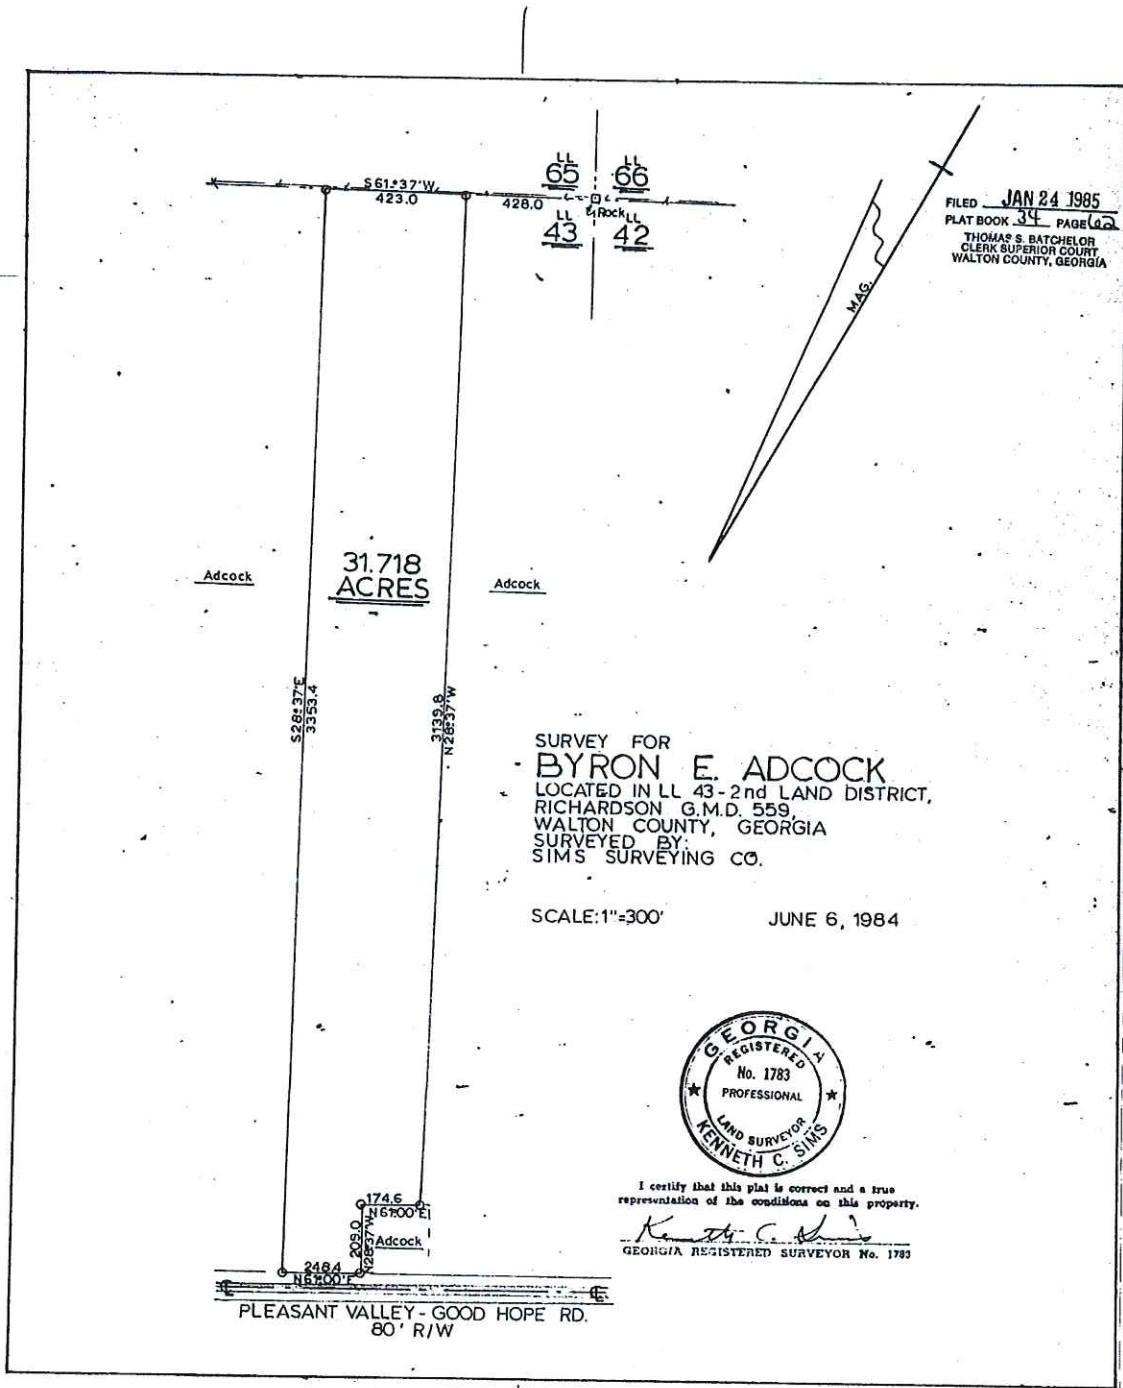 LL
65
LL
66
S61°37'W
423.0
428.0
Rock
LL
43
LL
42
MAG.
FILED JAN 24 1985
PLAT BOOK 34 PAGE 62
THOMAS S. BATCHELOR
CLERK SUPERIOR COURT
WALTON COUNTY, GEORGIA
31.718
ACRES
Adcock
Adcock
S28°37'E
3353.4
3139.8
N28°37'W
SURVEY FOR
BYRON E. ADCOCK
LOCATED IN LL 43-2nd LAND DISTRICT,
RICHARDSON G.M.D. 559,
WALTON COUNTY, GEORGIA
SURVEYED BY:
SIMS SURVEYING CO.
SCALE:1"=300'
JUNE 6, 1984
GEORGIA
REGISTERED
No. 1783
PROFESSIONAL
LAND SURVEYOR
KENNETH C. SIMS
I certify that this plat is correct and a true
representation of the conditions on this property.
Kenneth C. Sims
GEORGIA REGISTERED SURVEYOR No. 1783
174.6
N61°00'E
209.0
N28°37'W
Adcock
248.4
N61°00'E
PLEASANT VALLEY-GOOD HOPE RD.
80' R/W